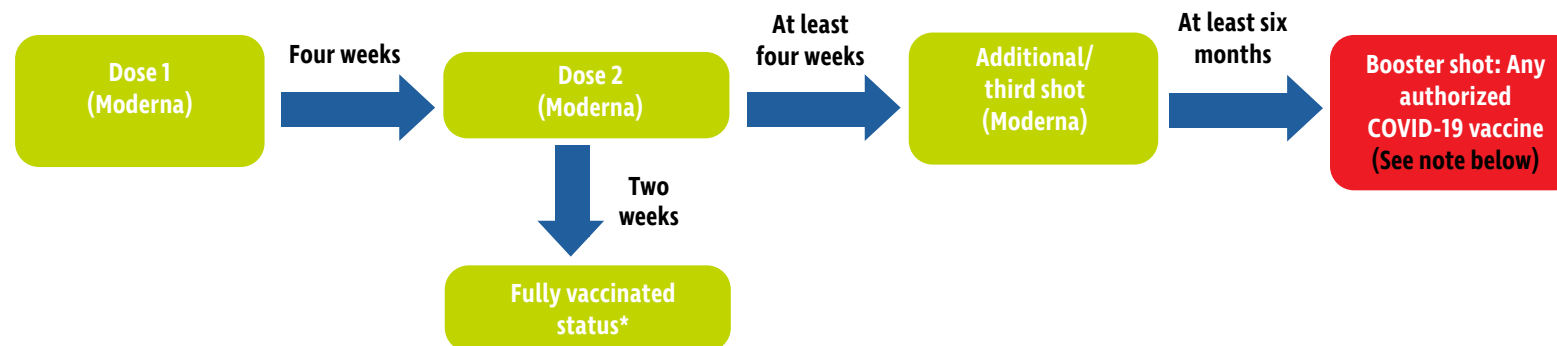 Dose 1
(Moderna)
Four weeks
Dose 2
(Moderna)
At least
four weeks
Additional/
third shot
(Moderna)
At least six
months
Booster shot: Any
authorized
COVID-19 vaccine
(See note below)
Two
weeks
Fully vaccinated
status*